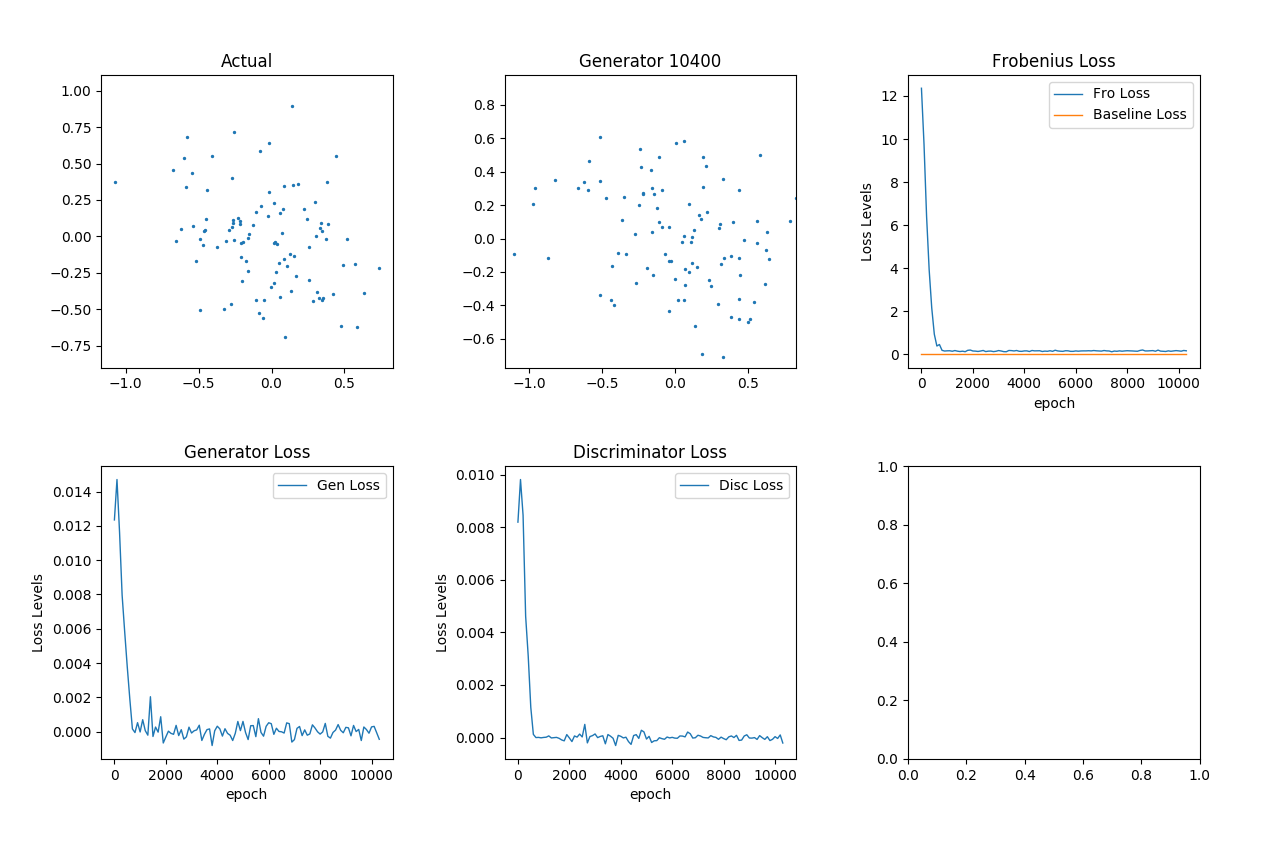 Actual
1.00
0.75
0.50
0.25
0.00
−0.25
−0.50
−0.75
−1.0 −0.5 0.0 0.5
Generator 10400
0.8
0.6
0.4
0.2
0.0
−0.2
−0.4
−0.6
−1.0 −0.5 0.0 0.5
Frobenius Loss
Fro Loss
Baseline Loss
Loss Levels
12
10
8
6
4
2
0
0 2000 4000 6000 8000 10000
epoch
Generator Loss
Gen Loss
Loss Levels
0.014
0.012
0.010
0.008
0.006
0.004
0.002
0.000
0 2000 4000 6000 8000 10000
epoch
Discriminator Loss
Disc Loss
Loss Levels
0.010
0.008
0.006
0.004
0.002
0.000
0 2000 4000 6000 8000 10000
epoch
1.0
0.8
0.6
0.4
0.2
0.0
0.0 0.2 0.4 0.6 0.8 1.0